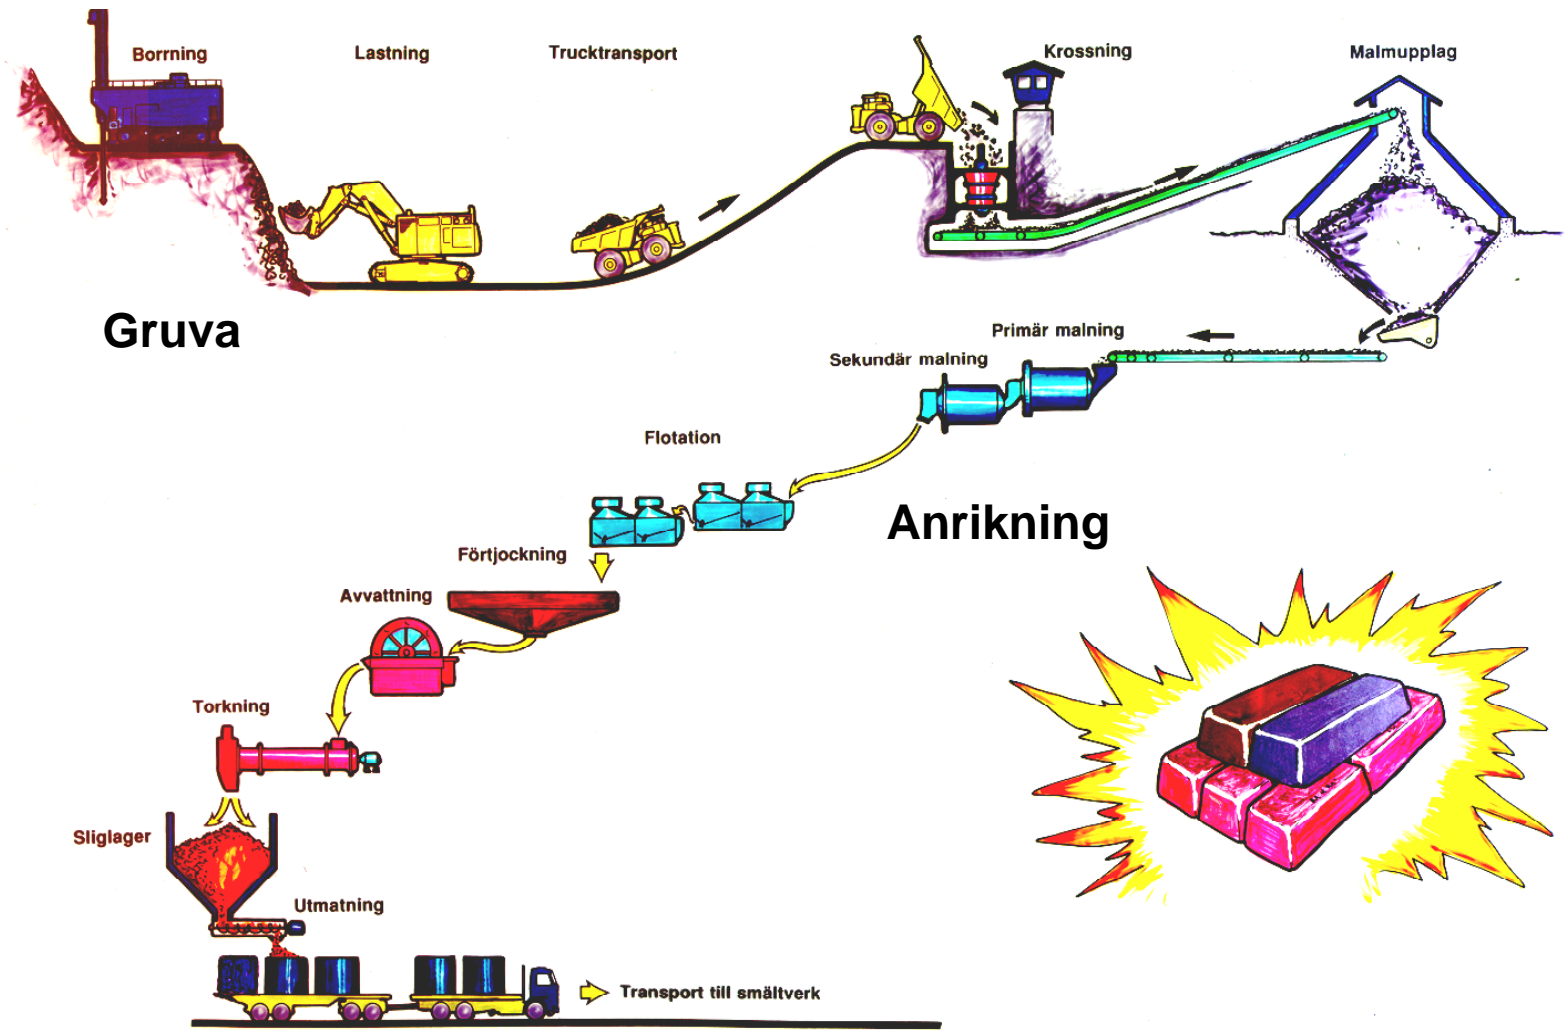 Borrning
Lastning
Trucktransport
Krossning
Malmupplag
Gruva
Primär malning
Sekundär malning
Flotation
Anrikning
Förtjockning
Avvattning
Torkning
Sliglager
Utmatning
Transport till smältverk